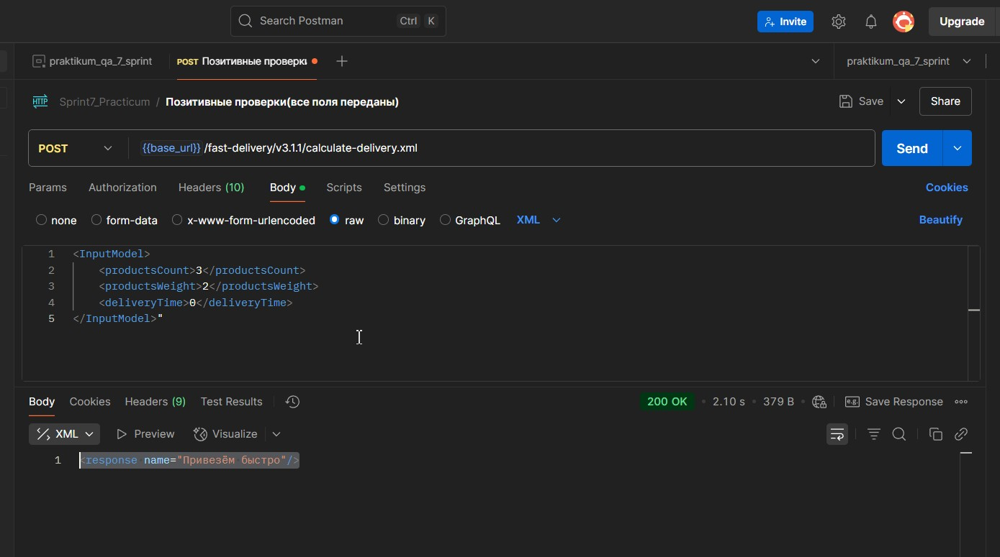 Search Postman Ctrl K Invite Upgrade
praktikum_qa_7_sprint POST Позитивные проверки praktikum_qa_7_sprint
HTTP Sprint7_Practicum / Позитивные проверки(все поля переданы) Save Share
POST {{base_url}} /fast-delivery/v3.1.1/calculate-delivery.xml Send
Params Authorization Headers (10) Body Scripts Settings Cookies
none form-data x-www-form-urlencoded raw binary GraphQL XML Beautify
1 <InputModel>
2 <productsCount>3</productsCount>
3 <productsWeight>2</productsWeight>
4 <deliveryTime>0</deliveryTime>
5 </InputModel>"
Body Cookies Headers (9) Test Results 200 OK • 2.10 s • 379 B e.g. Save Response
XML Preview Visualize
1 <response name="Привезём быстро"/>